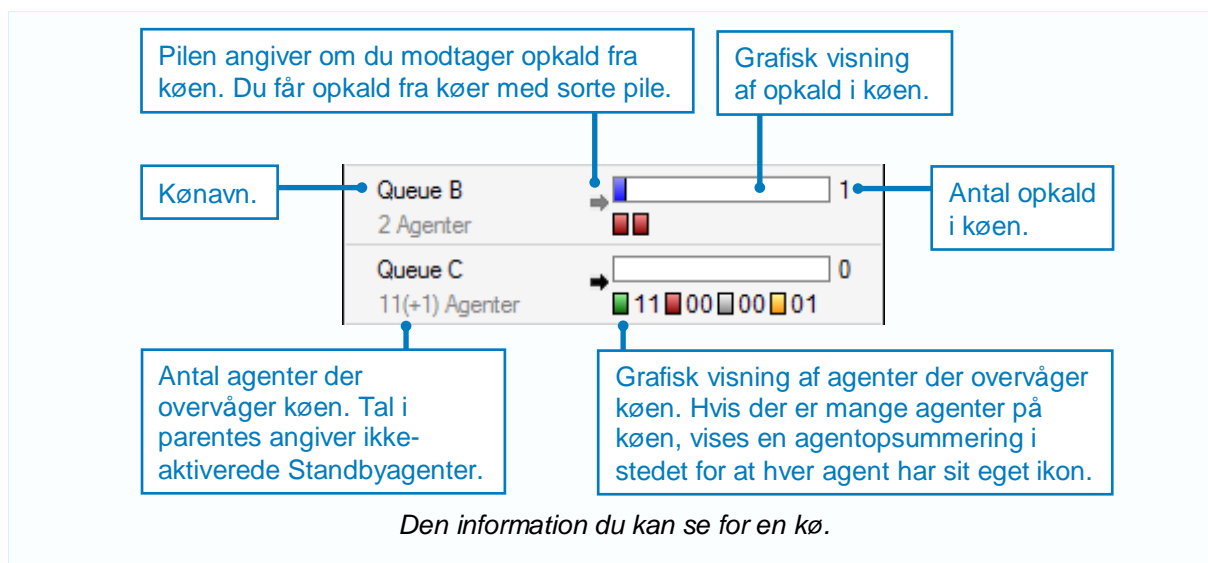 Pilen angiver om du modtager opkald fra
køen. Du får opkald fra køer med sorte pile.
Grafisk visning
af opkald i køen.
Kønavn.
Queue B
1
2 Agenter
Antal opkald
i køen.
Queue C
0
11(+1) Agenter
11 00 00 01
Antal agenter der
overvåger køen. Tal i
parentes angiver ikke-
aktiverede Standbyagenter.
Grafisk visning af agenter der overvåger
køen. Hvis der er mange agenter på
køen, vises en agentopsummering i
stedet for at hver agent har sit eget ikon.
Den information du kan se for en kø.